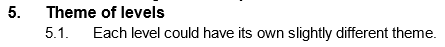 5. Theme of levels
5.1. Each level could have its own slightly different theme.